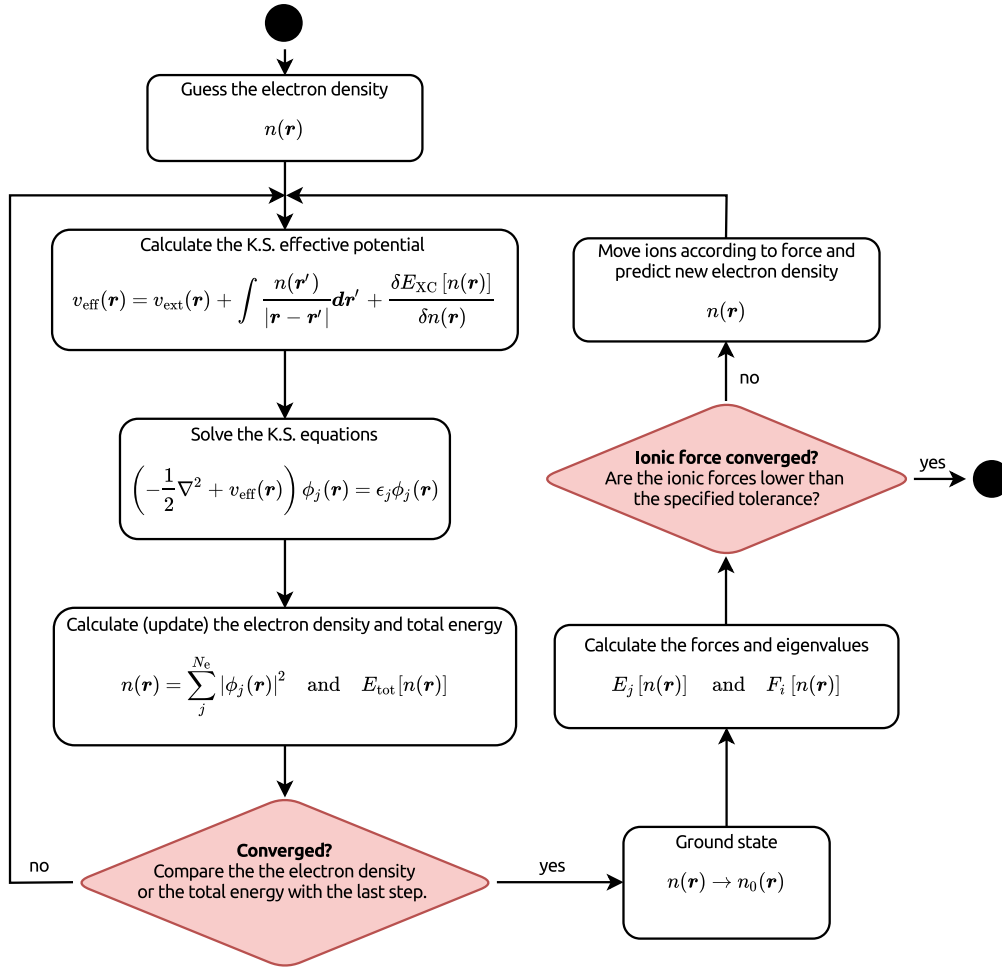 Guess the electron density
n(r)
Calculate the K.S. effective potential
v_eff(r) = v_ext(r) + ∫ n(r′)/|r − r′| dr′ + δE_XC [n(r)]/δn(r)
Solve the K.S. equations
(−1/2 ∇² + v_eff(r)) ϕ_j(r) = ϵ_jϕ_j(r)
Calculate (update) the electron density and total energy
n(r) = ∑_j^{N_e} |ϕ_j(r)|² and E_tot[n(r)]
Converged?
Compare the the electron density
or the total energy with the last step.
no
yes
Ground state
n(r) → n₀(r)
Calculate the forces and eigenvalues
E_j [n(r)] and F_i [n(r)]
Ionic force converged?
Are the ionic forces lower than
the specified tolerance?
yes
no
Move ions according to force and
predict new electron density
n(r)